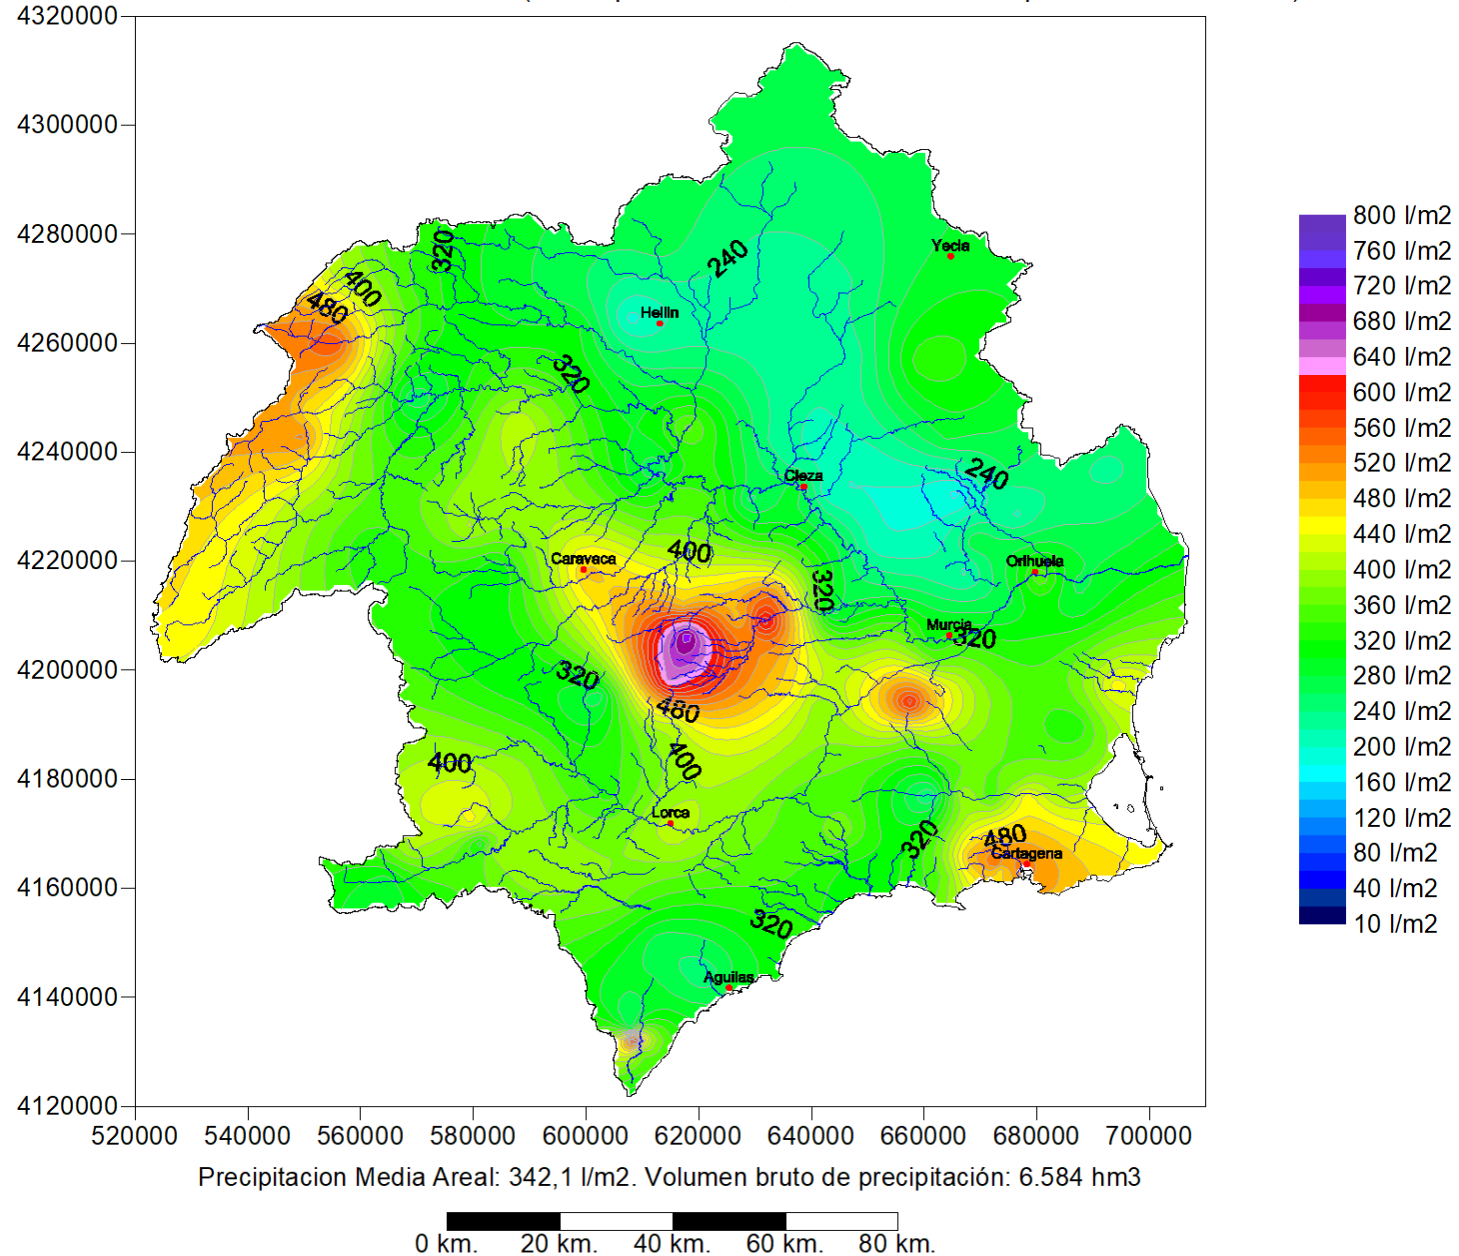 4320000
4300000
4280000
4260000
4240000
4220000
4200000
4180000
4160000
4140000
4120000
520000 540000 560000 580000 600000 620000 640000 660000 680000 700000
320
240
Yecla
400
480
Hellin
320
240
Cieza
400
Caravaca
Orihuela
320
Murcia
320
320
480
400
400
Lorca
320
480
Cartagena
320
Aguilas
800 l/m2
760 l/m2
720 l/m2
680 l/m2
640 l/m2
600 l/m2
560 l/m2
520 l/m2
480 l/m2
440 l/m2
400 l/m2
360 l/m2
320 l/m2
280 l/m2
240 l/m2
200 l/m2
160 l/m2
120 l/m2
80 l/m2
40 l/m2
10 l/m2
Precipitacion Media Areal: 342,1 l/m2. Volumen bruto de precipitación: 6.584 hm3
0 km. 20 km. 40 km. 60 km. 80 km.